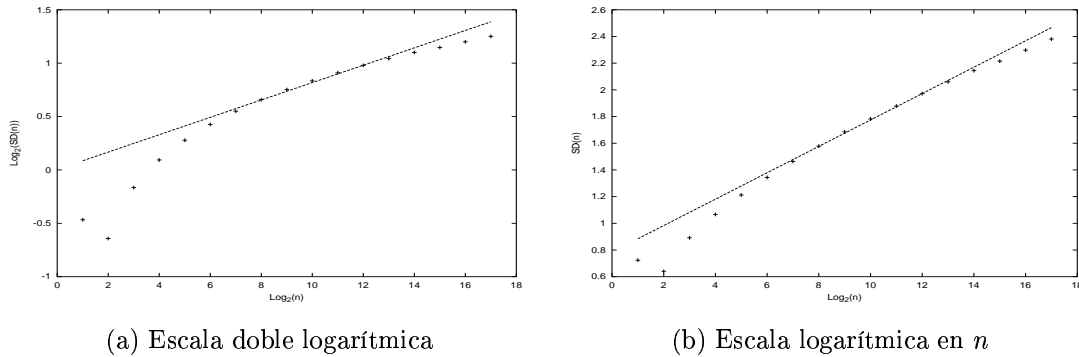 1.5
1
0.5
0
-0.5
-1
0 2 4 6 8 10 12 14 16 18
Log2(SD(n))
Log2(n)
(a) Escala doble logarítmica
2.6
2.4
2.2
2
1.8
1.6
1.4
1.2
1
0.8
0.6
0 2 4 6 8 10 12 14 16 18
SD(n)
Log2(n)
(b) Escala logarítmica en n